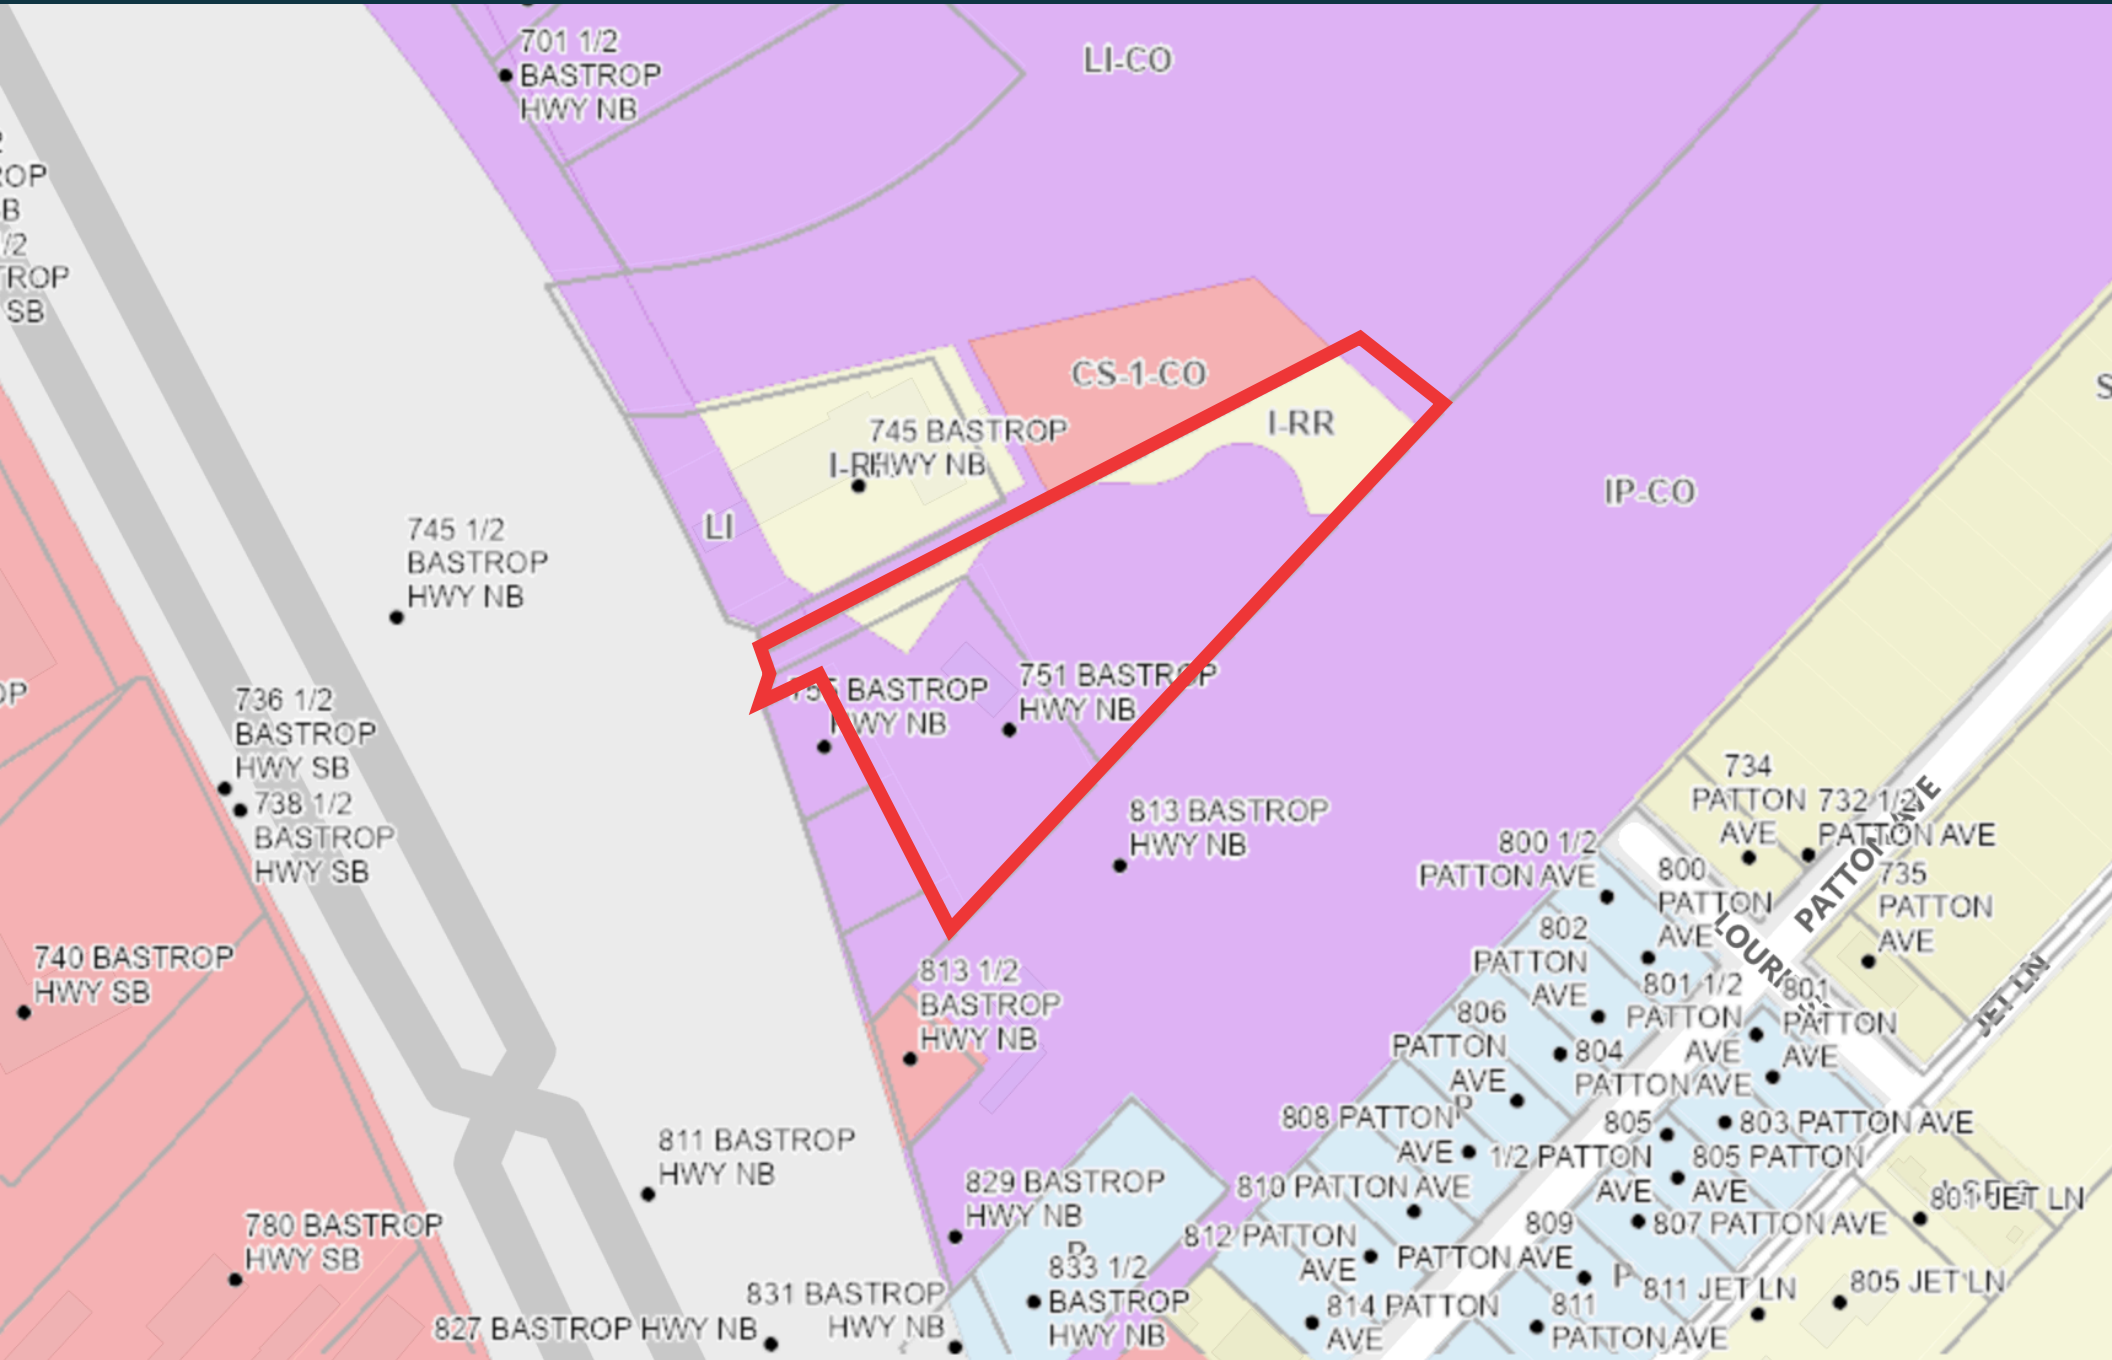 701 1/2
BASTROP
HWY NB
LI-CO
OP
B
/2
TROP
SB
CS-1-CO
I-RR
745 BASTROP
HWY NB
LI
IP-CO
S
745 1/2
BASTROP
HWY NB
751 BASTROP
HWY NB
755 BASTROP
HWY NB
OP
736 1/2
BASTROP
HWY SB
738 1/2
BASTROP
HWY SB
813 BASTROP
HWY NB
734
PATTON
AVE
732 1/2
PATTON AVE
PATTON AVE
800 1/2
PATTON AVE
800
PATTON
AVE
735
PATTON
AVE
802
PATTON
AVE
740 BASTROP
HWY SB
813 1/2
BASTROP
HWY NB
801 1/2
PATTON
AVE
801
PATTON
AVE
JET LN
806
PATTON
AVE
804
PATTON AVE
P
808 PATTON
AVE
805
1/2 PATTON
AVE
803 PATTON AVE
805 PATTON
AVE
811 BASTROP
HWY NB
829 BASTROP
HWY NB
P
810 PATTON AVE
801 JET LN
780 BASTROP
HWY SB
812 PATTON
AVE
809
PATTON AVE
807 PATTON AVE
P
833 1/2
BASTROP
HWY NB
831 BASTROP
HWY NB
827 BASTROP HWY NB
814 PATTON
AVE
811
PATTON AVE
811 JET LN
805 JET LN